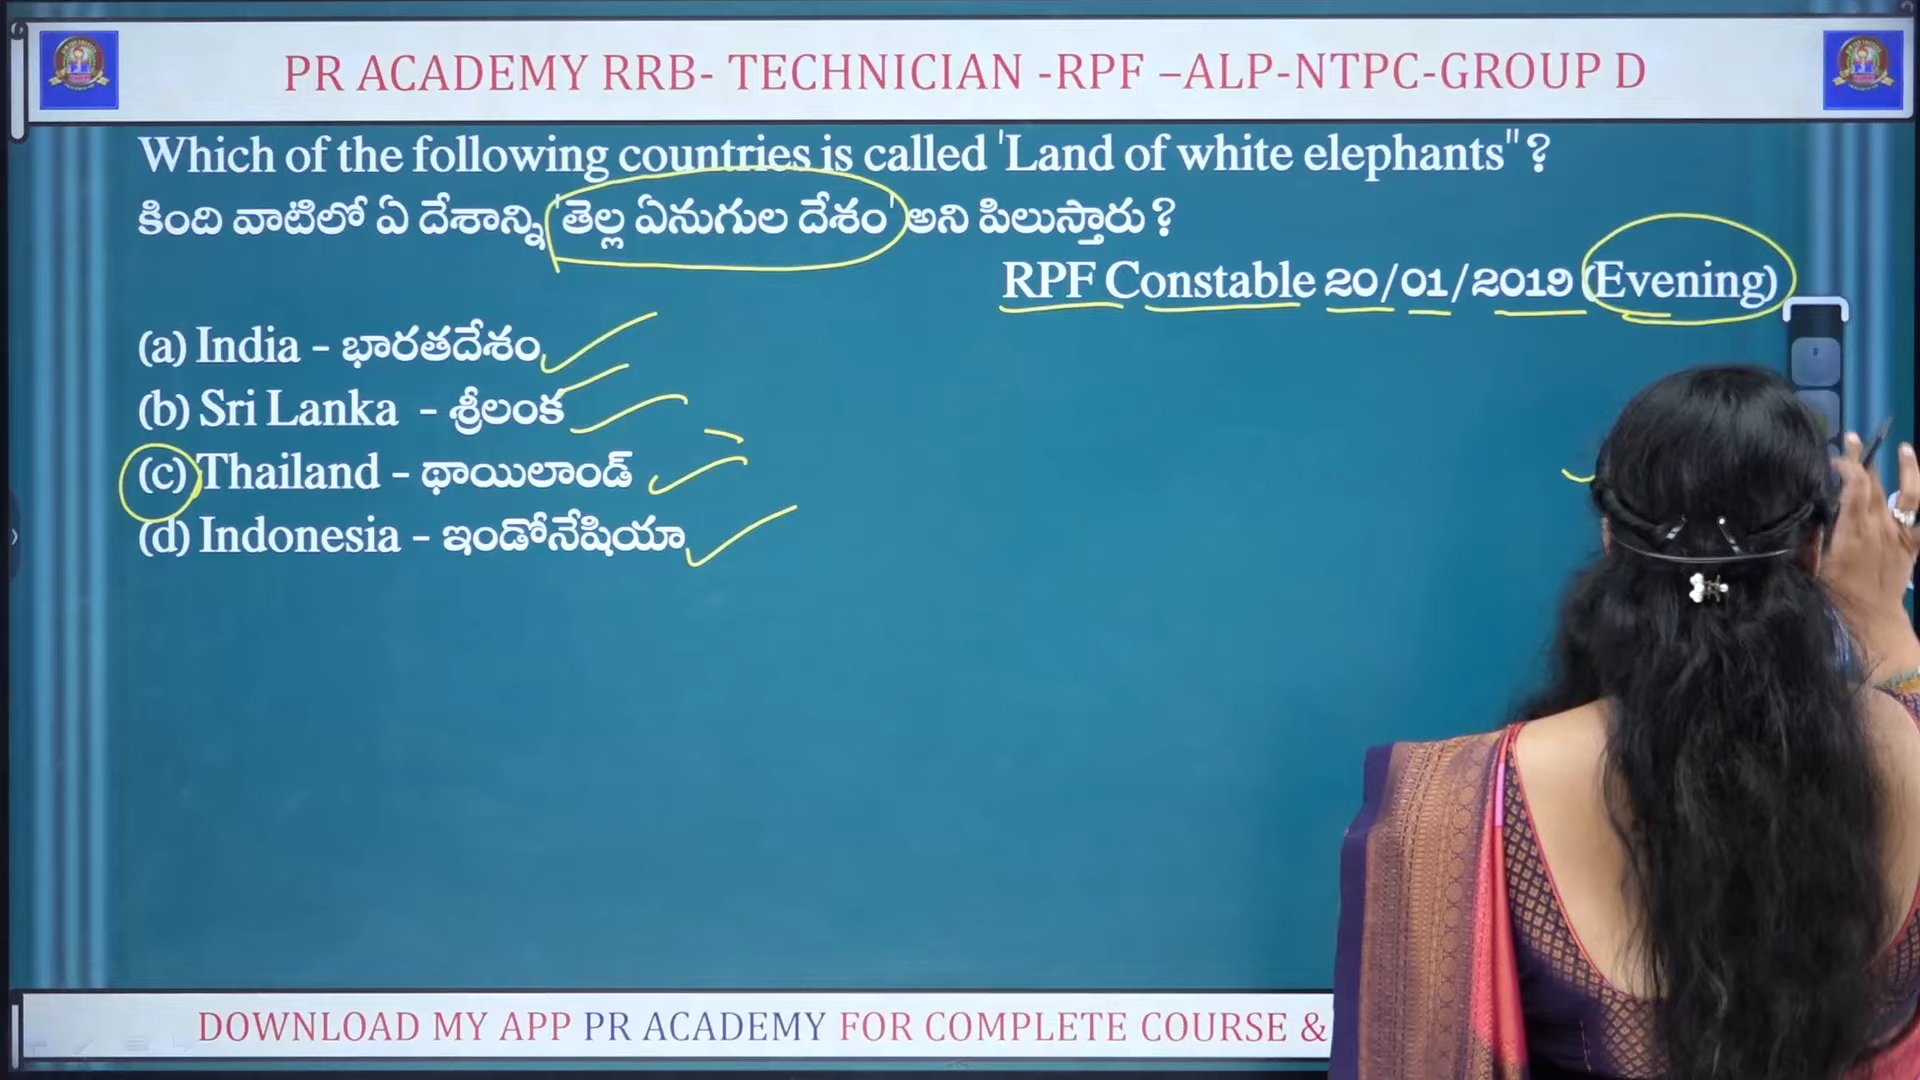 PR ACADEMY RRB- TECHNICIAN -RPF –ALP-NTPC-GROUP D
Which of the following countries is called 'Land of white elephants"?
కింది వాటిలో ఏ దేశాన్ని 'తెల్ల ఏనుగుల దేశం' అని పిలుస్తారు?
RPF Constable 20/01/2019 (Evening)
(a) India - భారతదేశం
(b) Sri Lanka - శ్రీలంక
(c) Thailand - థాయిలాండ్
(d) Indonesia - ఇండోనేషియా
DOWNLOAD MY APP PR ACADEMY FOR COMPLETE COURSE &